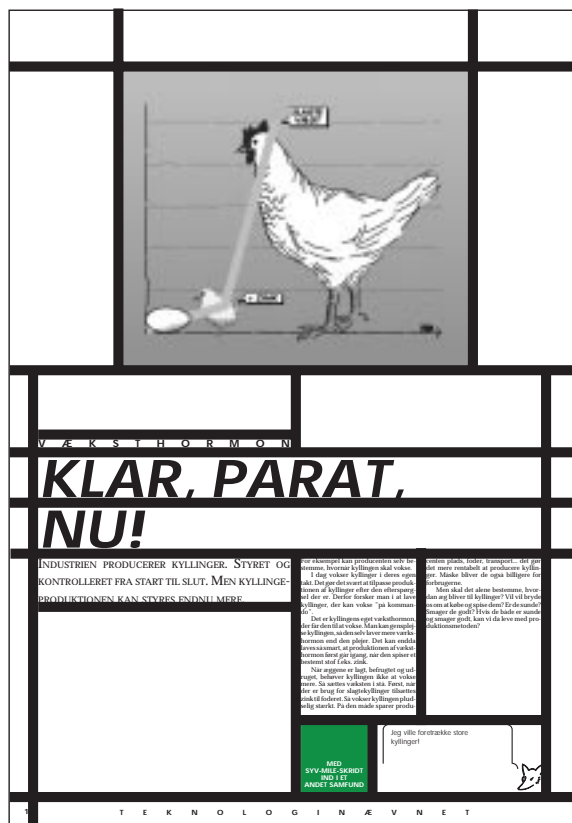 VÆKSTHORMON
KLAR, PARAT,
NU!
INDUSTRIEN PRODUCERER KYLLINGER. STYRET OG
KONTROLLERET FRA START TIL SLUT. MEN KYLLINGE-
PRODUKTIONEN KAN STYRES ENDNU MERE.
For eksempel kan producenten selv be-
stemme, hvornår kyllingen skal vokse.
I dag vokser kyllinger i deres egen
takt. Det gør det svært at tilpasse produk-
tionen af kyllinger efter den efterspørg-
sel der er. Derfor forsker man i at lave
kyllinger, der kan vokse "på komman-
do".
Det er kyllingens eget væksthormon,
der får den til at vokse. Man kan gensplej-
se kyllingen, så den selv laver mere vækst-
hormon end den plejer. Det kan endda
laves så smart, at produktionen af vækst-
hormon først går igang, når den spiser et
bestemt stof f.eks. zink.
Når æggene er lagt, befrugtet og ud-
ruget, behøver kyllingen ikke at vokse
mere. Så sættes væksten i stå. Først, når
der er brug for slagtekyllinger tilsættes
zink til foderet. Så vokser kyllingen plud-
selig stærkt. På den måde sparer produ-
centen plads, foder, transport... det gør
det mere rentabelt at producere kyllin-
ger. Måske bliver de også billigere for
forbrugerne.
Men skal det alene bestemme, hvor-
dan æg bliver til kyllinger? Vil vil bryde
os om at købe og spise dem? Er de sunde?
Smager de godt? Hvis de både er sunde
og smager godt, kan vi da leve med pro-
duktionsmetoden?
MED
SYV-MILE-SKRIDT
IND I ET
ANDET SAMFUND
Jeg ville foretrække store
kyllinger!
TEKNOLOGINÆVNET